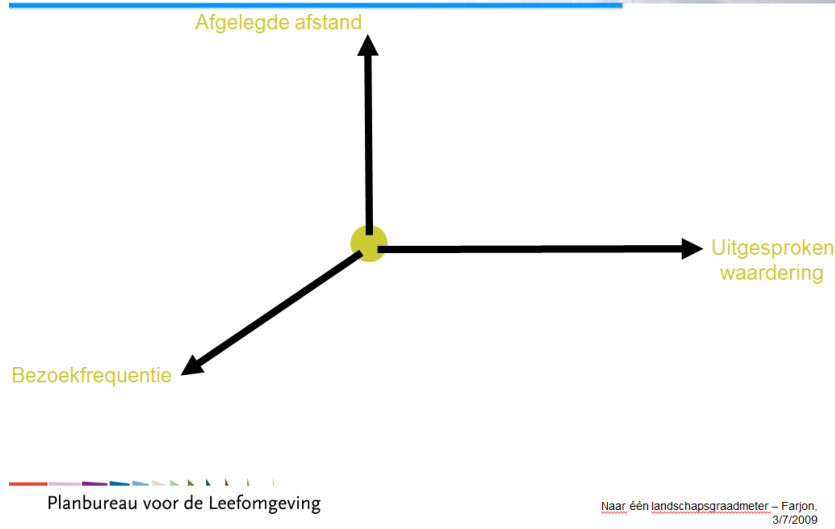 Afgelegde afstand
Uitgesproken
waardering
Bezoekfrequentie
Planbureau voor de Leefomgeving
Naar één landschapsgraadmeter – Farjon,
3/7/2009